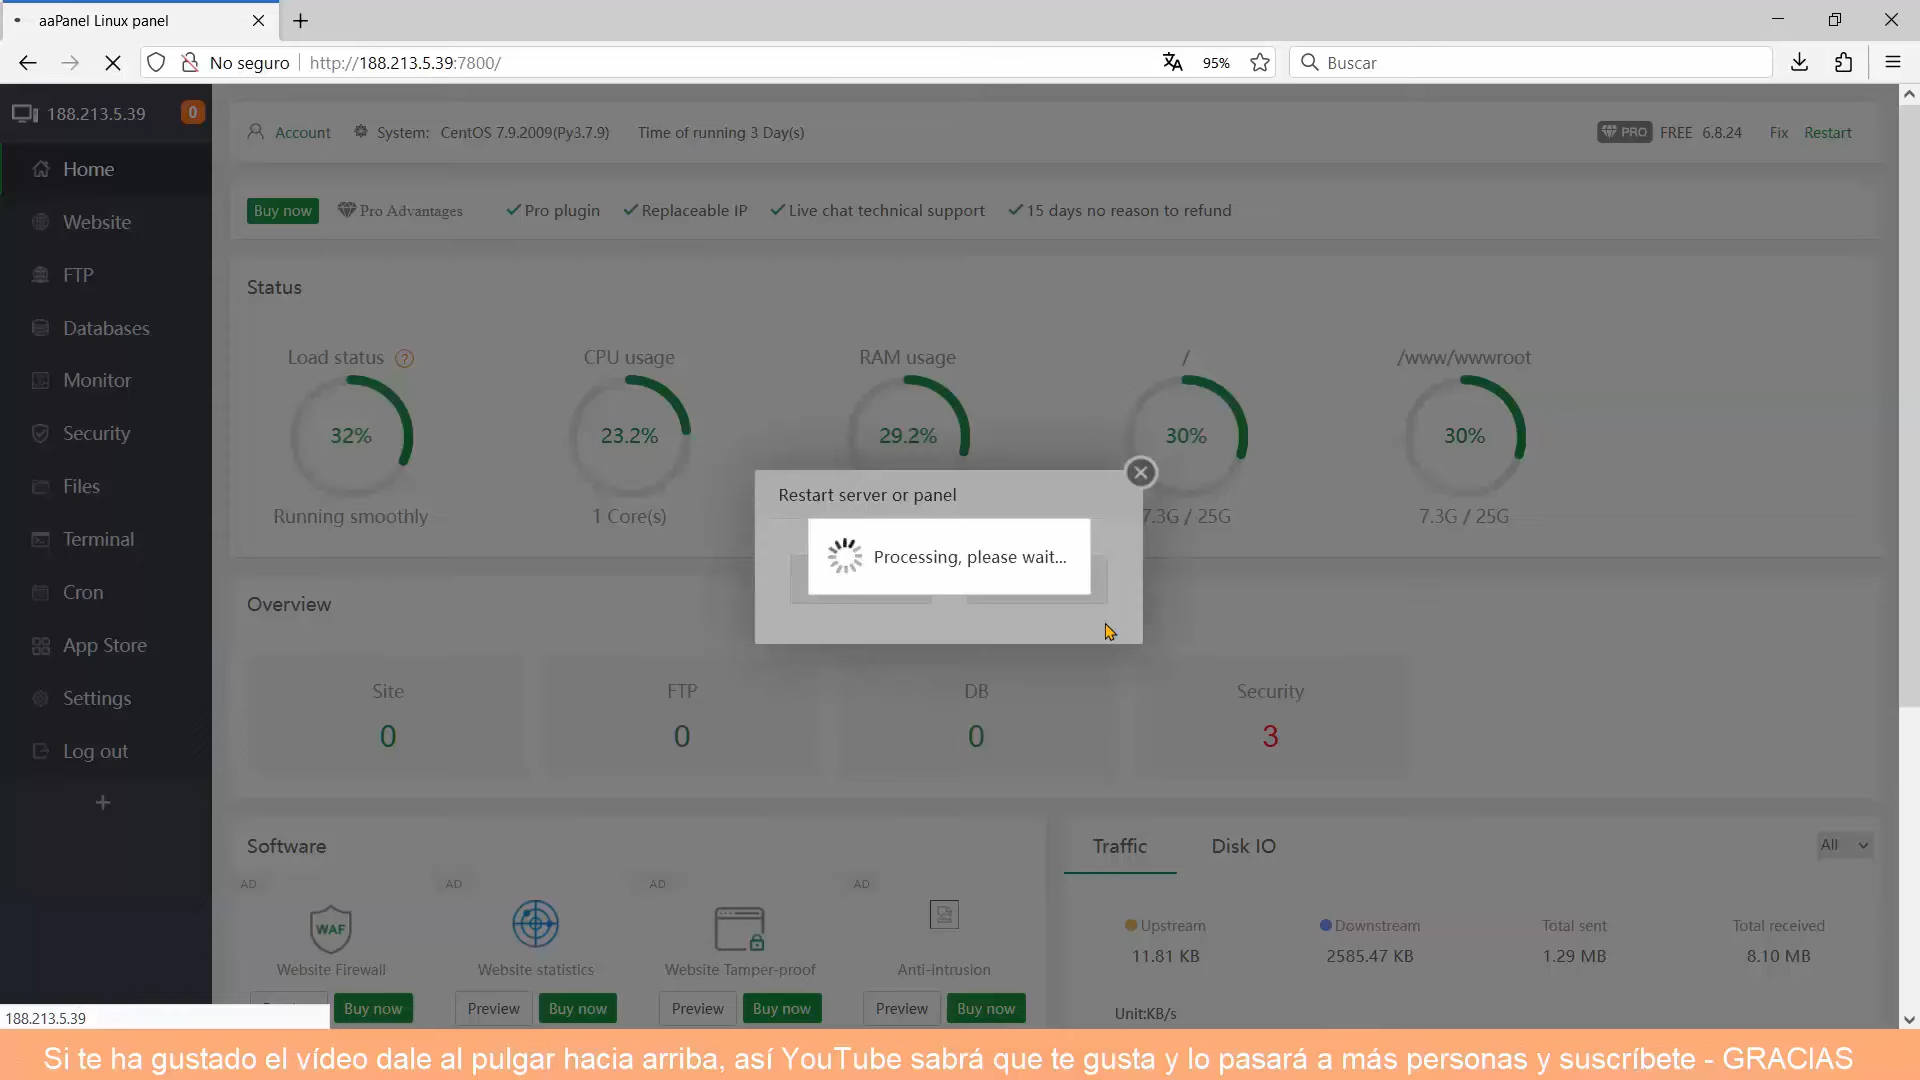 aaPanel Linux panel
No seguro
http://188.213.5.39:7800/
95%
Buscar
188.213.5.39
0
Account
System: CentOS 7.9.2009(Py3.7.9)
Time of running 3 Day(s)
PRO
FREE 6.8.24
Fix
Restart
Home
Website
FTP
Databases
Monitor
Security
Files
Terminal
Cron
App Store
Settings
Log out
Buy now
Pro Advantages
Pro plugin
Replaceable IP
Live chat technical support
15 days no reason to refund
Status
Load status ?
CPU usage
RAM usage
/
/www/wwwroot
32%
23.2%
29.2%
30%
30%
Running smoothly
1 Core(s)
7.3G / 25G
7.3G / 25G
Restart server or panel
Processing, please wait...
Overview
Site
FTP
DB
Security
0
0
0
3
Software
AD
AD
AD
AD
WAF
Website Firewall
Website statistics
Website Tamper-proof
Anti-intrusion
Buy now
Preview
Buy now
Preview
Buy now
Preview
Buy now
Traffic
Disk IO
All
Upstream
Downstream
Total sent
Total received
11.81 KB
2585.47 KB
1.29 MB
8.10 MB
Unit:KB/s
188.213.5.39
Si te ha gustado el vídeo dale al pulgar hacia arriba, así YouTube sabrá que te gusta y lo pasará a más personas y suscríbete - GRACIAS